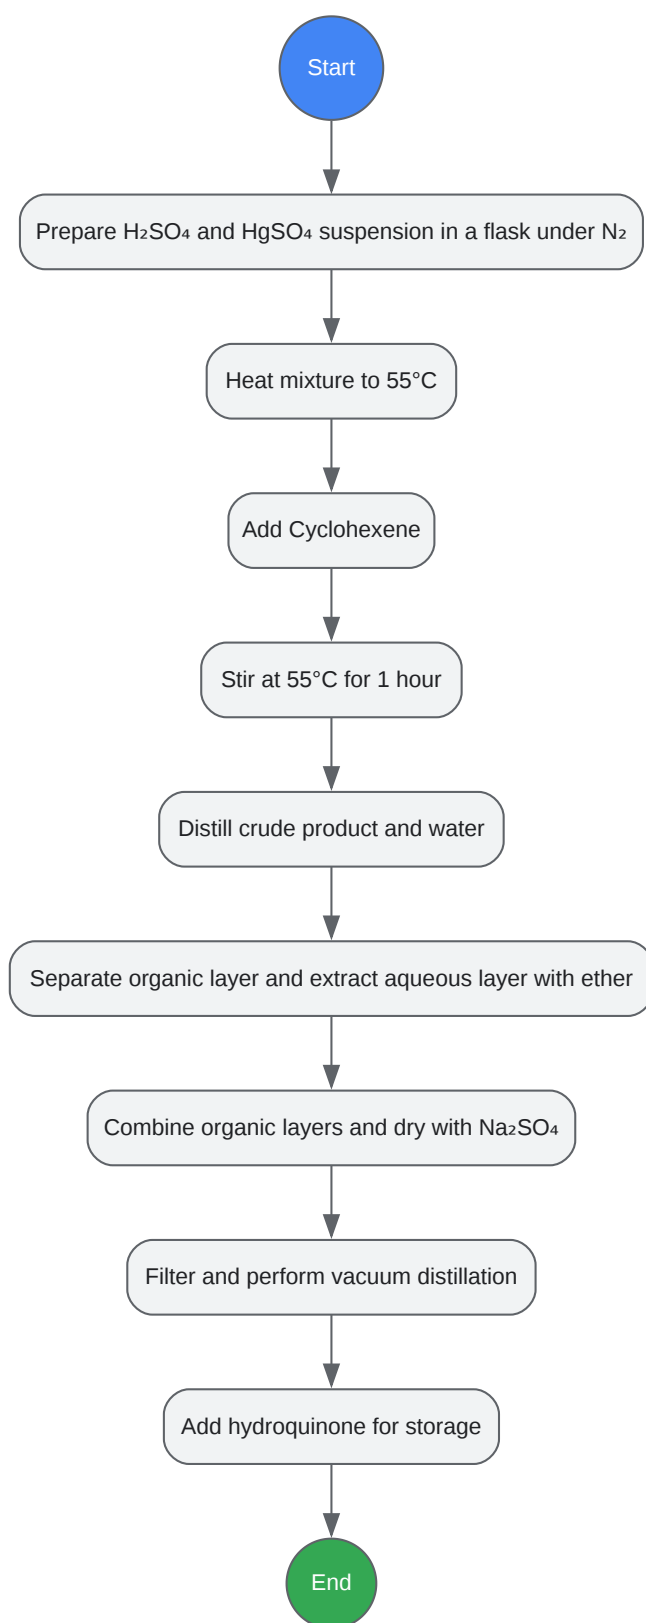 Start
Prepare H₂SO₄ and HgSO₄ suspension in a flask under N₂
Heat mixture to 55°C
Add Cyclohexene
Stir at 55°C for 1 hour
Distill crude product and water
Separate organic layer and extract aqueous layer with ether
Combine organic layers and dry with Na₂SO₄
Filter and perform vacuum distillation
Add hydroquinone for storage
End